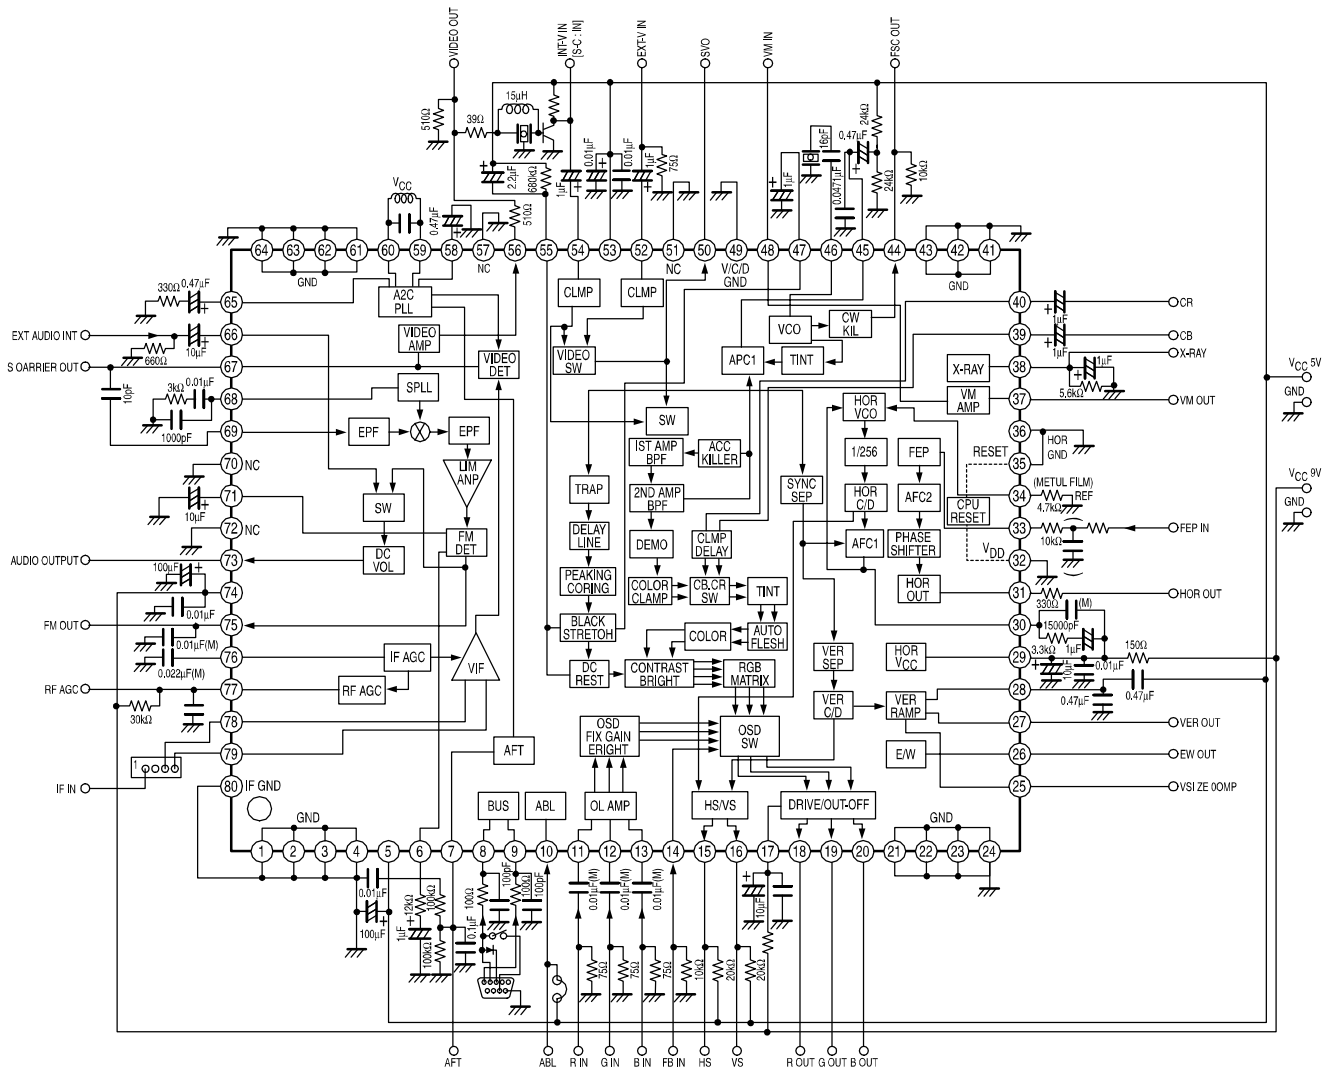 VIDEO OUT
INT-V IN
[S-C : IN]
EXT-V IN
SVO
VM IN
FSC OUT
510Ω
39Ω
15μH
2.2μF
680kΩ
1μF
0.01μF
0.01μF
1μF
75Ω
1μF
16pF
0.0471μF
0.47μF
24kΩ
24kΩ
10kΩ
VCC
0.47μF
510Ω
64
63
62
61
60
59
58
57
56
55
54
53
52
51
50
49
48
47
46
45
44
43
42
41
GND
NC
NC
V/C/D
GND
GND
330Ω
0.47μF
65
EXT AUDIO INT
660Ω
10μF
66
S OARRIER OUT
67
10pF
3kΩ
0.01μF
1000pF
68
69
70
NC
10μF
71
72
NC
AUDIO OUTPUT
73
100μF
74
0.01μF
FM OUT
75
0.01μF(M)
76
0.022μF(M)
RF AGC
77
30kΩ
78
79
1
IF IN
80
IF GND
A2C
PLL
VIDEO
AMP
VIDEO
DET
SPLL
EPF
EPF
LIM
ANP
SW
FM
DET
DC
VOL
IF AGC
VIF
RF AGC
AFT
CLMP
CLMP
VIDEO
SW
SW
APC1
VCO
CW
KIL
TINT
TRAP
DELAY
LINE
PEAKING
CORING
BLACK
STRETOH
DC
REST
IST AMP
BPF
ACC
KILLER
2ND AMP
BPF
DEMO
CLMP
DELAY
COLOR
CLAMP
CB.CR
SW
TINT
COLOR
AUTO
FLESH
CONTRAST
BRIGHT
RGB
MATRIX
SYNC
SEP
HOR
VCO
1/256
HOR
C/D
AFC1
FEP
AFC2
PHASE
SHIFTER
HOR
OUT
X-RAY
VM
AMP
RESET
CPU
RESET
VDD
VER
SEP
VER
C/D
HOR
VCC
VER
RAMP
E/W
OSD
FIX GAIN
ERIGHT
OSD
SW
BUS
ABL
OL AMP
HS/VS
DRIVE/OUT-OFF
40
1μF
CR
39
1μF
CB
38
1μF
5.6kΩ
X-RAY
37
VM OUT
36
HOR
GND
35
34
(METUL FILM)
REF
4.7kΩ
33
10kΩ
FEP IN
32
31
330Ω
HOR OUT
30
(M)
15000pF
3.3kΩ
1μF
29
10μF
0.01μF
150Ω
28
0.47μF
0.47μF
27
VER OUT
26
EW OUT
25
VSI ZE 0OMP
VCC 5V
GND
VCC 9V
GND
GND
1
2
3
4
5
6
7
8
9
10
11
12
13
14
15
16
17
18
19
20
21
22
23
24
GND
0.01μF
100μF
12kΩ
1μF
100kΩ
100kΩ
0.1μF
100Ω
100pF
100Ω
100pF
0.01μF(M)
0.01μF(M)
0.01μF(M)
75Ω
75Ω
75Ω
10kΩ
20kΩ
20kΩ
10μF
AFT
ABL
R IN
G IN
B IN
FB IN
HS
VS
R OUT
G OUT
B OUT